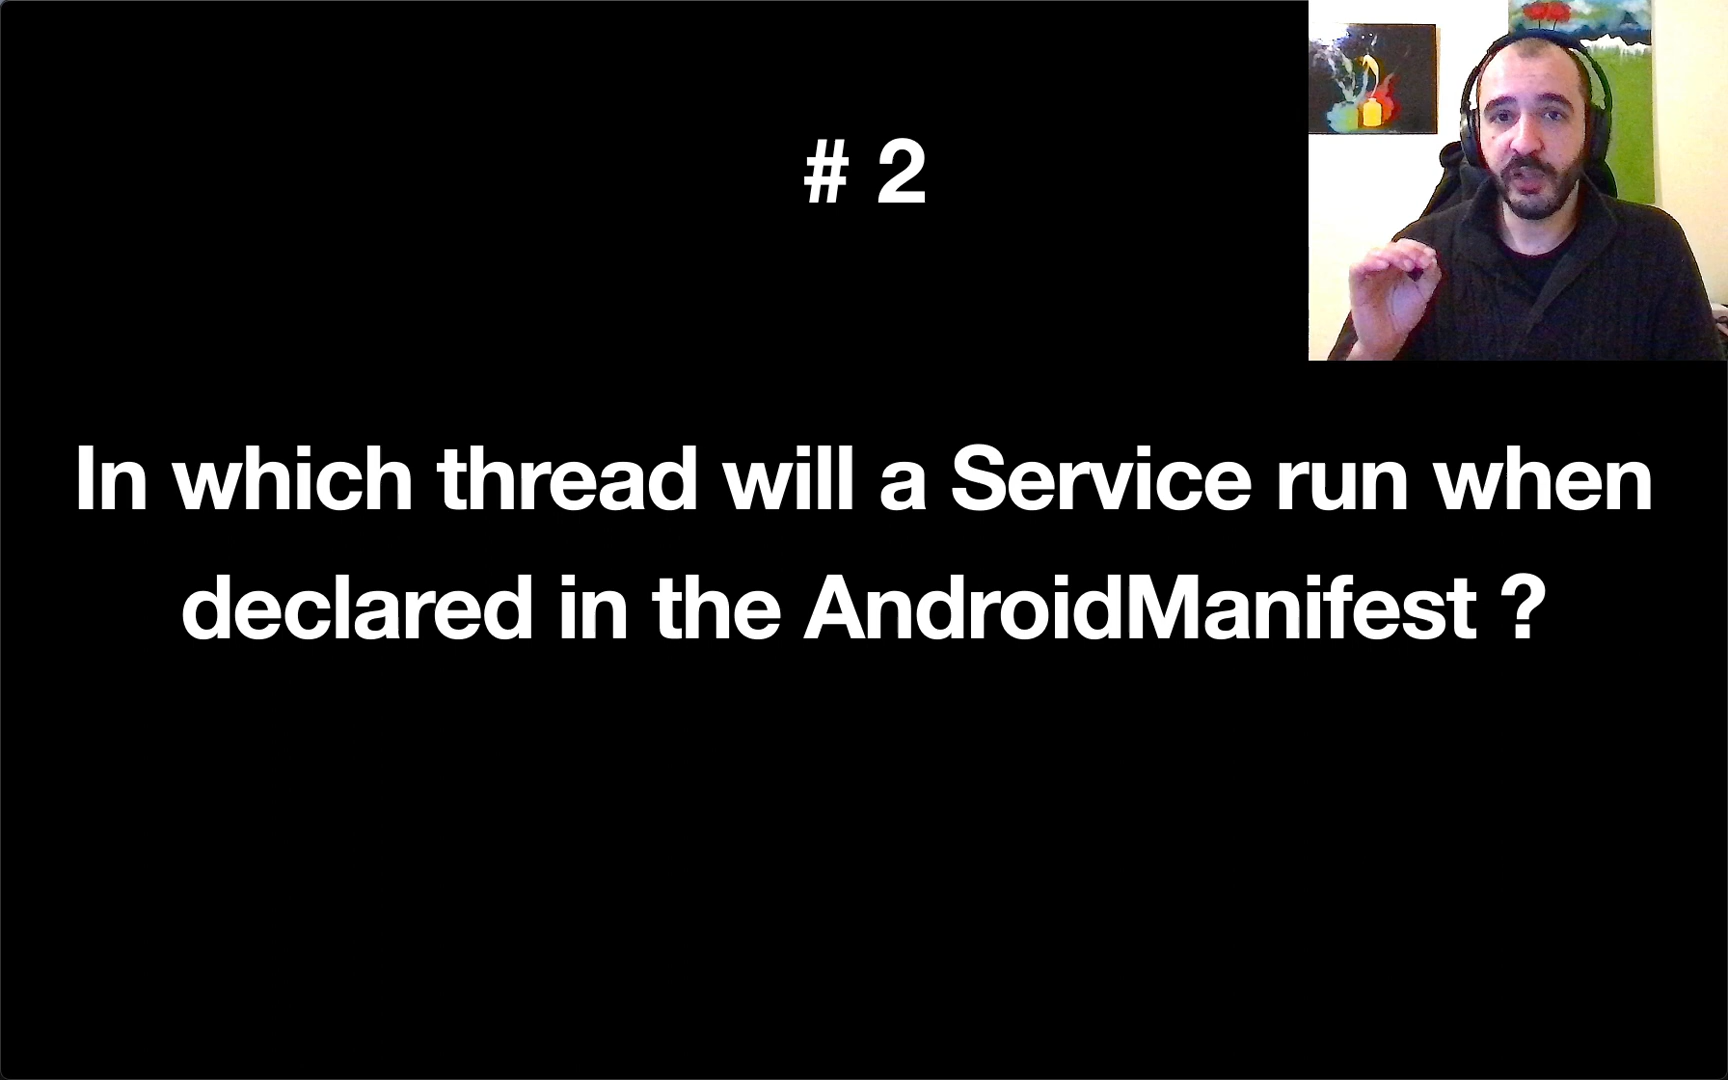 # 2
In which thread will a Service run when
declared in the AndroidManifest ?